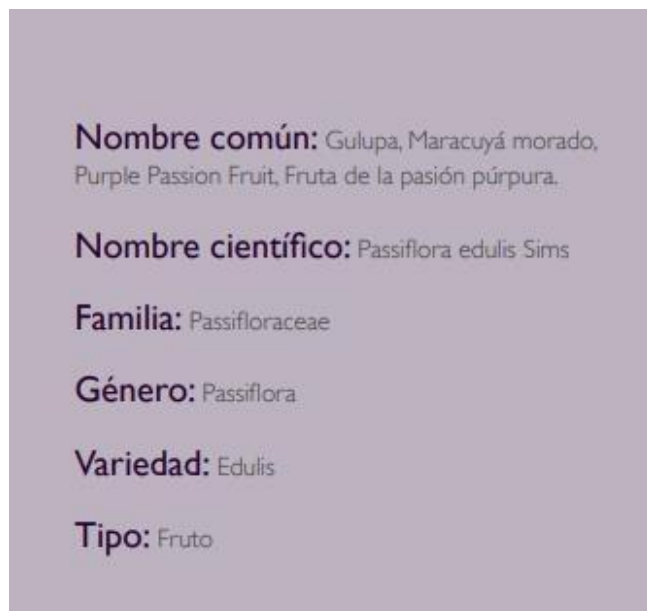 Nombre común: Gulupa, Maracuyá morado,
Purple Passion Fruit, Fruta de la pasión púrpura.
Nombre científico: Passiflora edulis Sims
Familia: Passifloraceae
Género: Passiflora
Variedad: Edulis
Tipo: Fruto